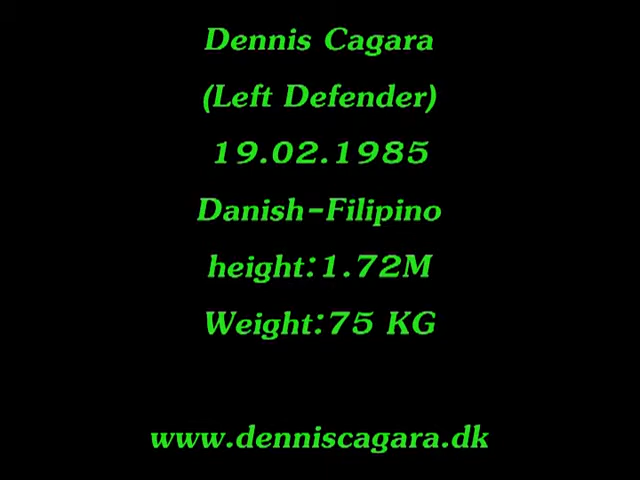 Dennis Cagara
(Left Defender)
19.02.1985
Danish-Filipino
height:1.72M
Weight:75 KG
www.denniscagara.dk